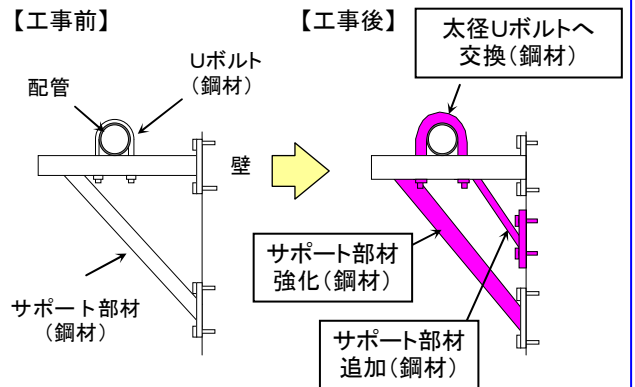 【工事前】
配管
Uボルト
(鋼材)
サポート部材
(鋼材)
壁
【工事後】
太径Uボルトへ
交換(鋼材)
サポート部材
強化(鋼材)
サポート部材
追加(鋼材)